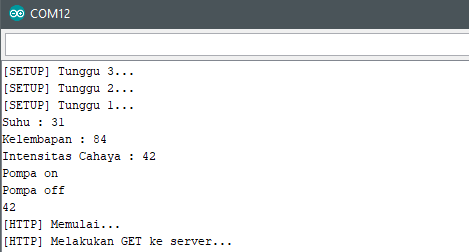 COM12
[SETUP] Tunggu 3...
[SETUP] Tunggu 2...
[SETUP] Tunggu 1...
Suhu : 31
Kelembapan : 84
Intensitas Cahaya : 42
Pompa on
Pompa off
42
[HTTP] Memulai...
[HTTP] Melakukan GET ke server...